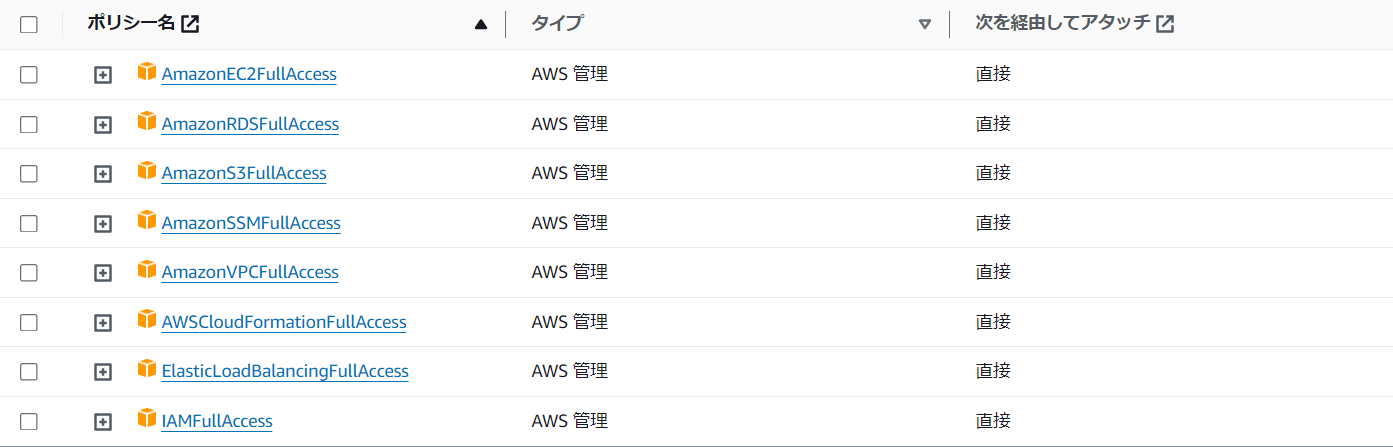 ポリシー名 タイプ 次を経由してアタッチ
AmazonEC2FullAccess AWS 管理 直接
AmazonRDSFullAccess AWS 管理 直接
AmazonS3FullAccess AWS 管理 直接
AmazonSSMFullAccess AWS 管理 直接
AmazonVPCFullAccess AWS 管理 直接
AWSCloudFormationFullAccess AWS 管理 直接
ElasticLoadBalancingFullAccess AWS 管理 直接
IAMFullAccess AWS 管理 直接